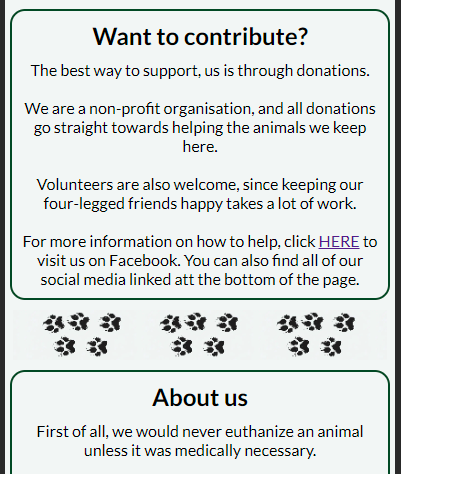 Want to contribute?
The best way to support, us is through donations.
We are a non-profit organisation, and all donations
go straight towards helping the animals we keep
here.
Volunteers are also welcome, since keeping our
four-legged friends happy takes a lot of work.
For more information on how to help, click HERE to
visit us on Facebook. You can also find all of our
social media linked att the bottom of the page.
About us
First of all, we would never euthanize an animal
unless it was medically necessary.